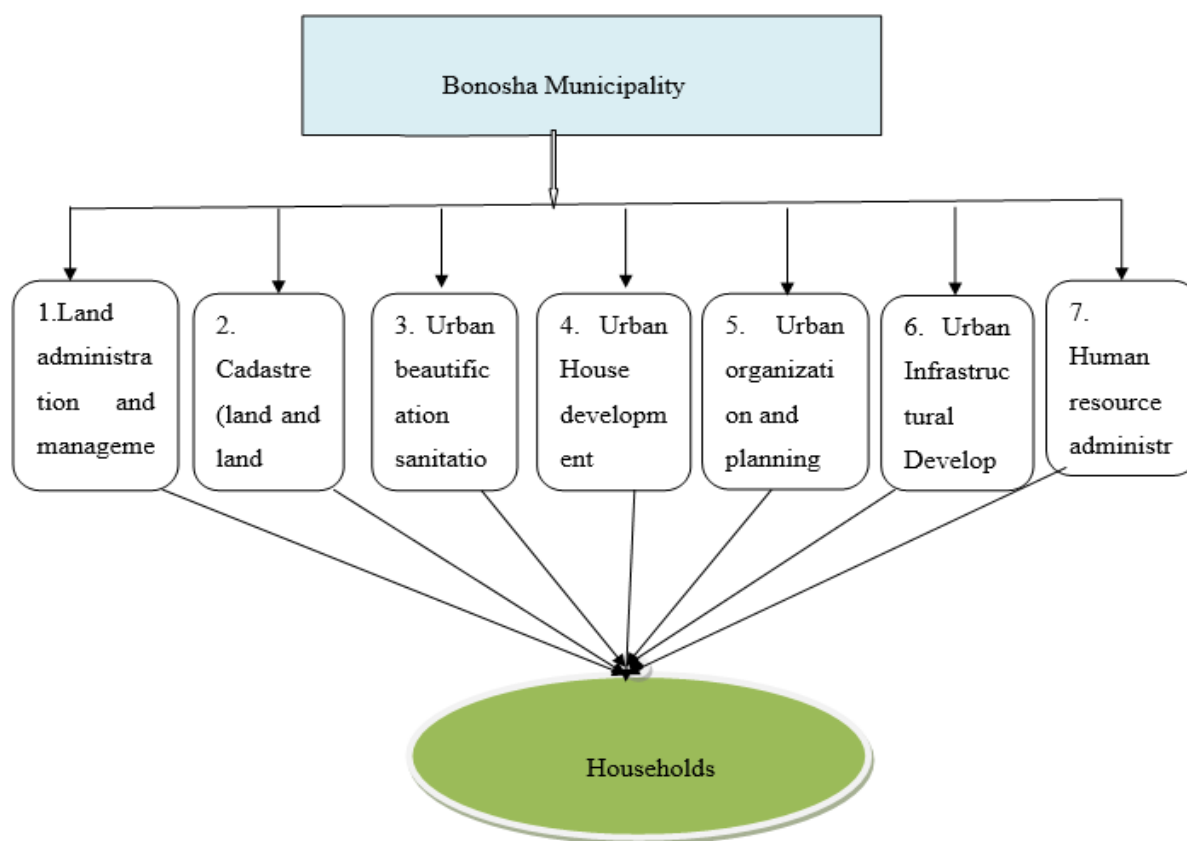 Bonosha Municipality
1.Land
administra
tion and
manageme
2.
Cadastre
(land and
land
3. Urban
beautific
ation
sanitatio
4. Urban
House
developm
ent
5. Urban
organizati
on and
planning
6. Urban
Infrastruc
tural
Develop
7.
Human
resource
administr
Households